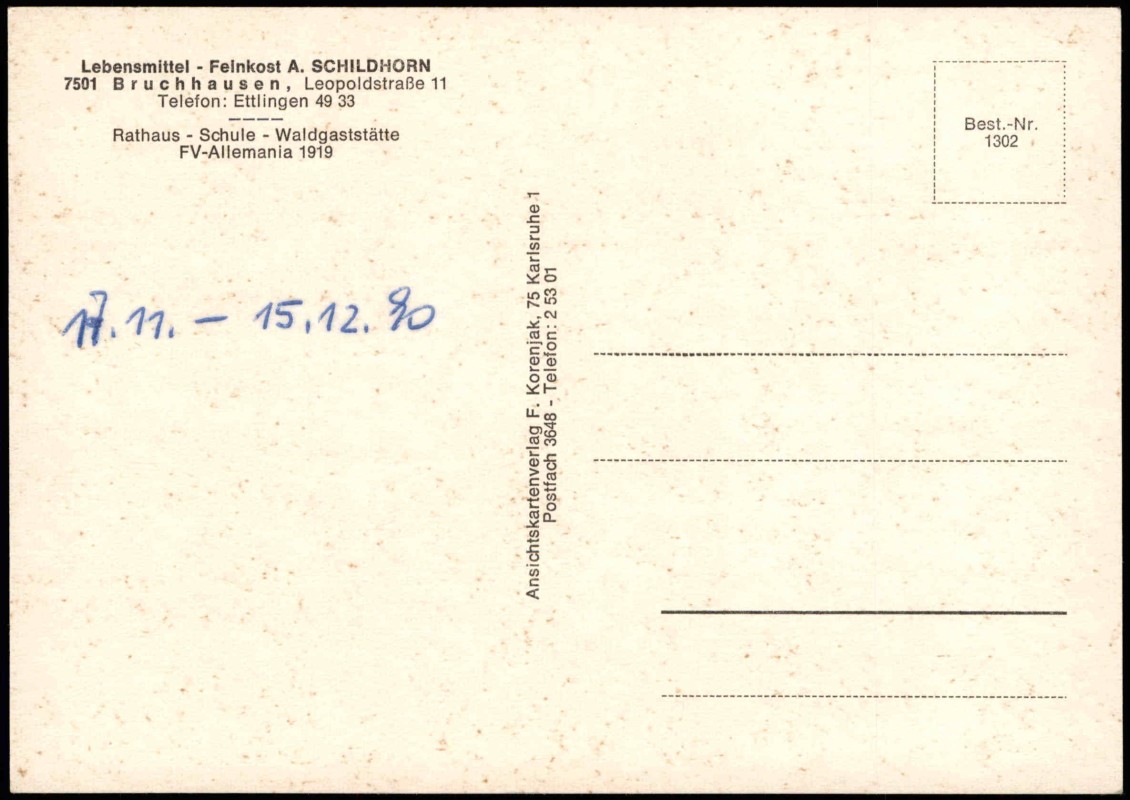 Lebensmittel - Feinkost A. SCHILDHORN
7501 Bruchhausen, Leopoldstraße 11
Telefon: Ettlingen 49 33
Rathaus - Schule - Waldgaststätte
FV-Allemania 1919
Best.-Nr.
1302
17.11. – 15.12.
Ansichtskartenverlag F. Korenjak, 75 Karlsruhe 1
Postfach 3648 - Telefon: 2 53 01